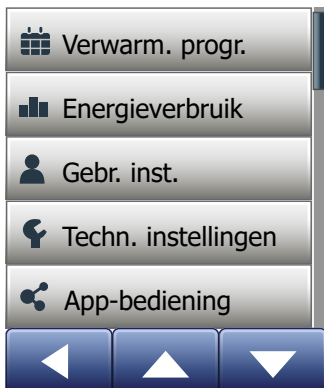 Verwarm. progr.
Energieverbruik
Gebr. inst.
Techn. instellingen
App-bediening